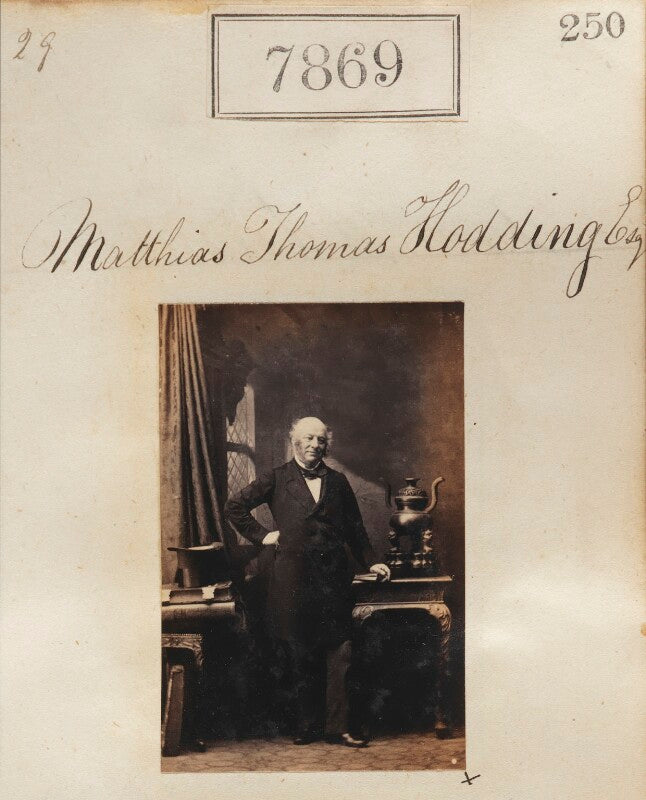 29
7869
250
Matthias Thomas Hodding Esq
x